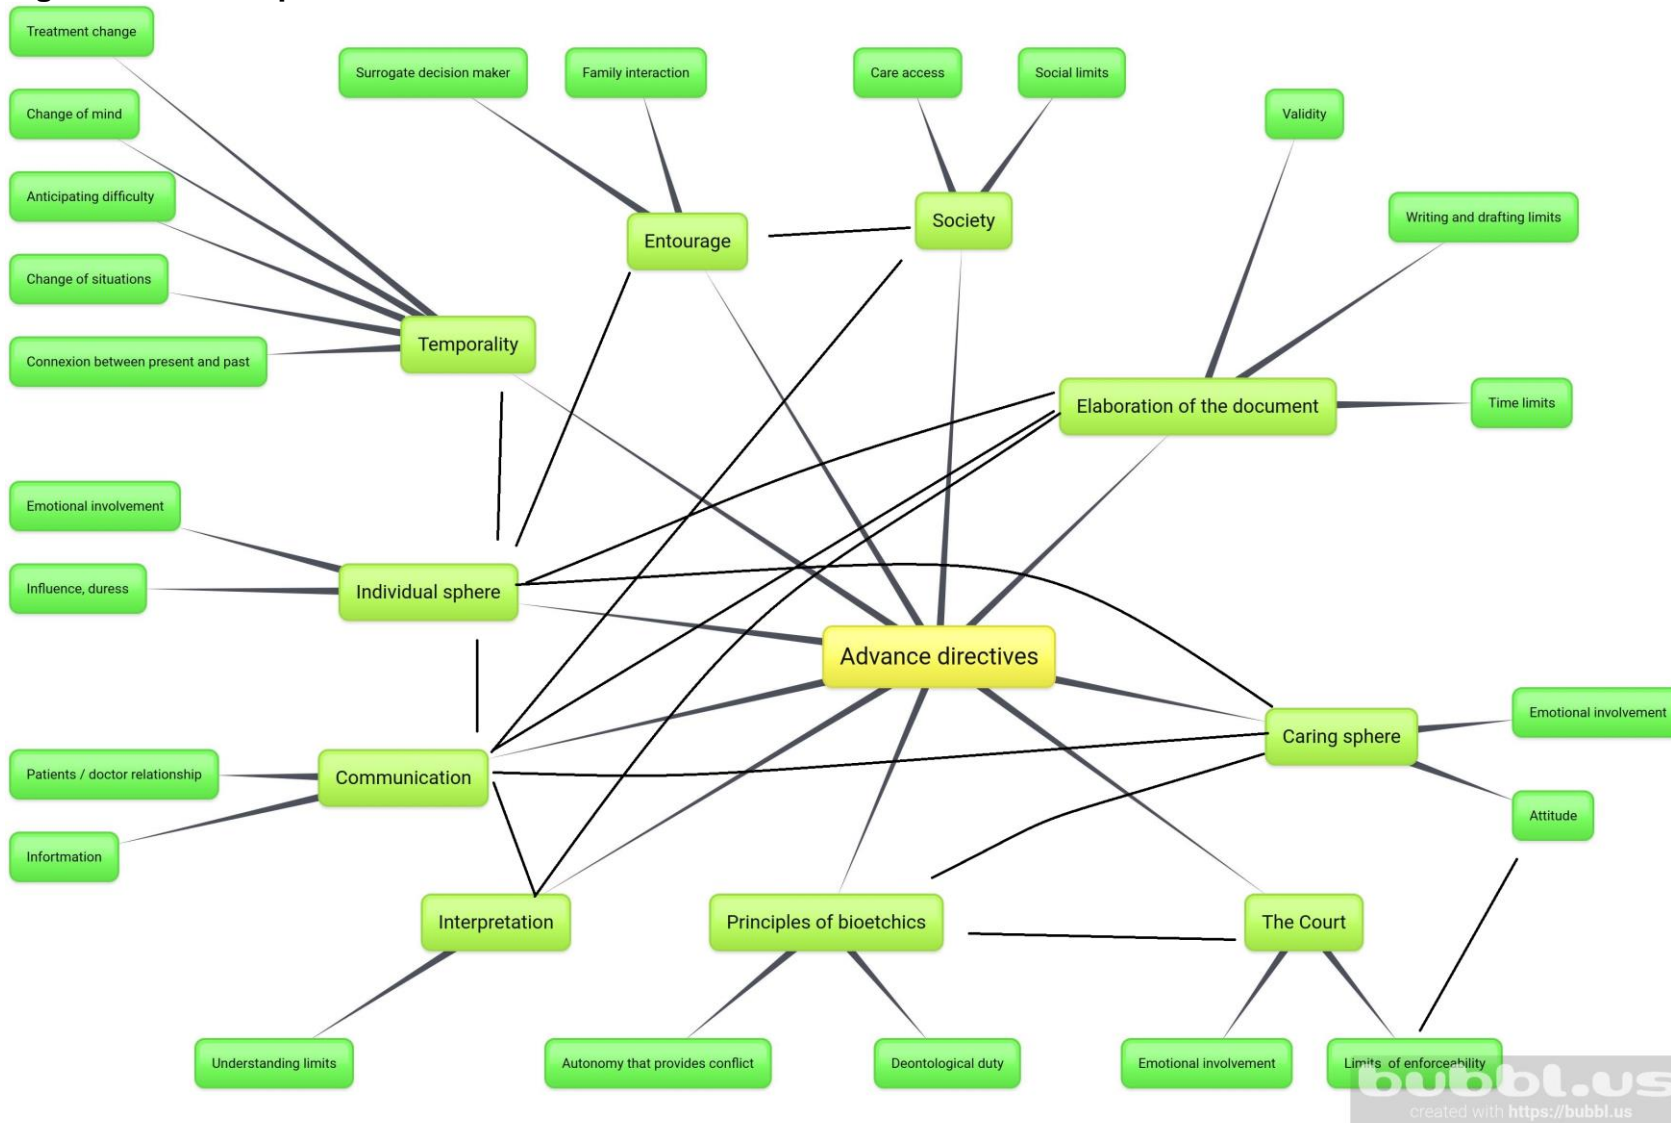 Treatment change
Surrogate decision maker
Family interaction
Care access
Social limits
Change of mind
Validity
Anticipating difficulty
Writing and drafting limits
Society
Entourage
Change of situations
Temporality
Connexion between present and past
Elaboration of the document
Time limits
Emotional involvement
Influence, duress
Individual sphere
Advance directives
Emotional involvement
Caring sphere
Patients / doctor relationship
Communication
Attitude
Infortmation
Interpretation
Principles of bioetchics
The Court
Understanding limits
Autonomy that provides conflict
Deontological duty
Emotional involvement
Limits of enforceability
bubbl.us
created with https://bubbl.us